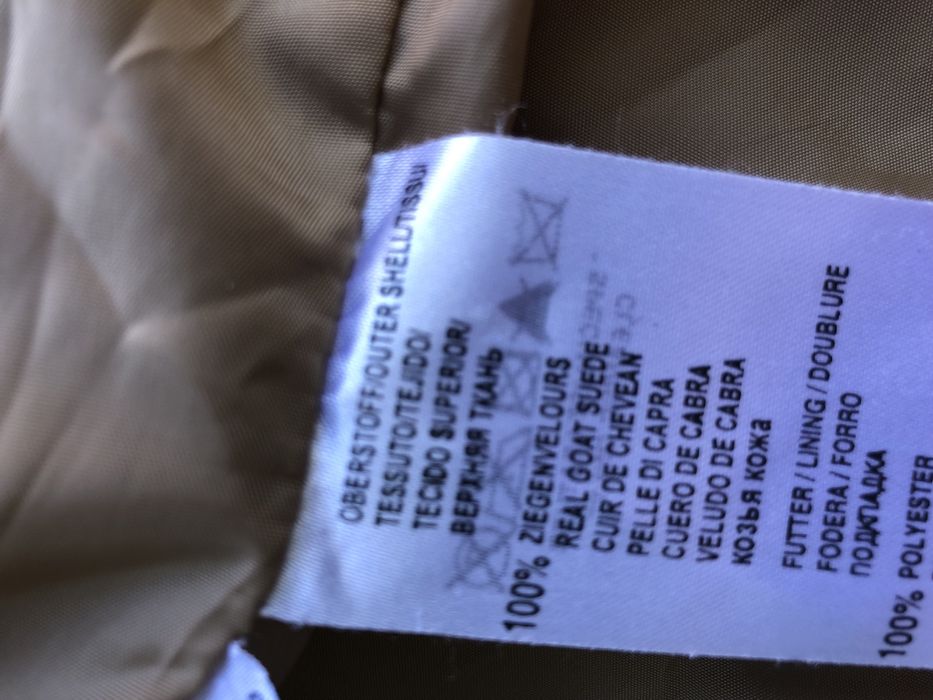 OBERSTOFF/OUTER SHELL/TISSU/
TESSUTO/TEJIDO/
TECIDO SUPERIOR/
ВЕРХНЯЯ ТКАНЬ
100% ZIEGENVELOURS
REAL GOAT SUEDE
CUIR DE CHEVEAN
PELLE DI CAPRA
CUERO DE CABRA
VELUDO DE CABRA
КОЗЬЯ КОЖА
FUTTER / LINING / DOUBLURE
FODERA / FORRO
ПОДКЛАДКА
100% POLYESTER